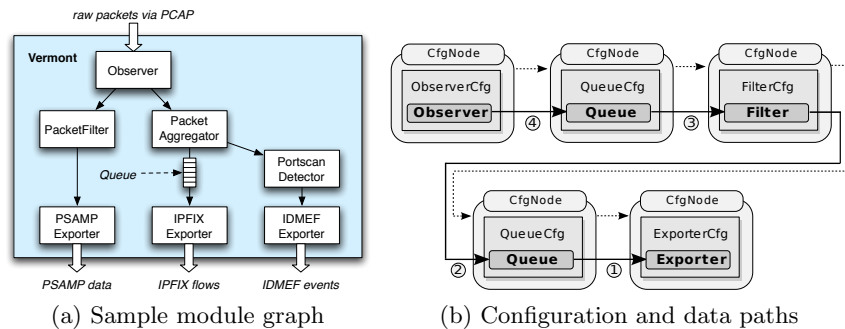 raw packets via PCAP
Vermont
Observer
PacketFilter
Packet
Aggregator
Queue
Portscan
Detector
PSAMP
Exporter
IPFIX
Exporter
IDMEF
Exporter
PSAMP data
IPFIX flows
IDMEF events
(a) Sample module graph
CfgNode
ObserverCfg
Observer
④
CfgNode
QueueCfg
Queue
③
CfgNode
FilterCfg
Filter
②
CfgNode
QueueCfg
Queue
①
CfgNode
ExporterCfg
Exporter
(b) Configuration and data paths